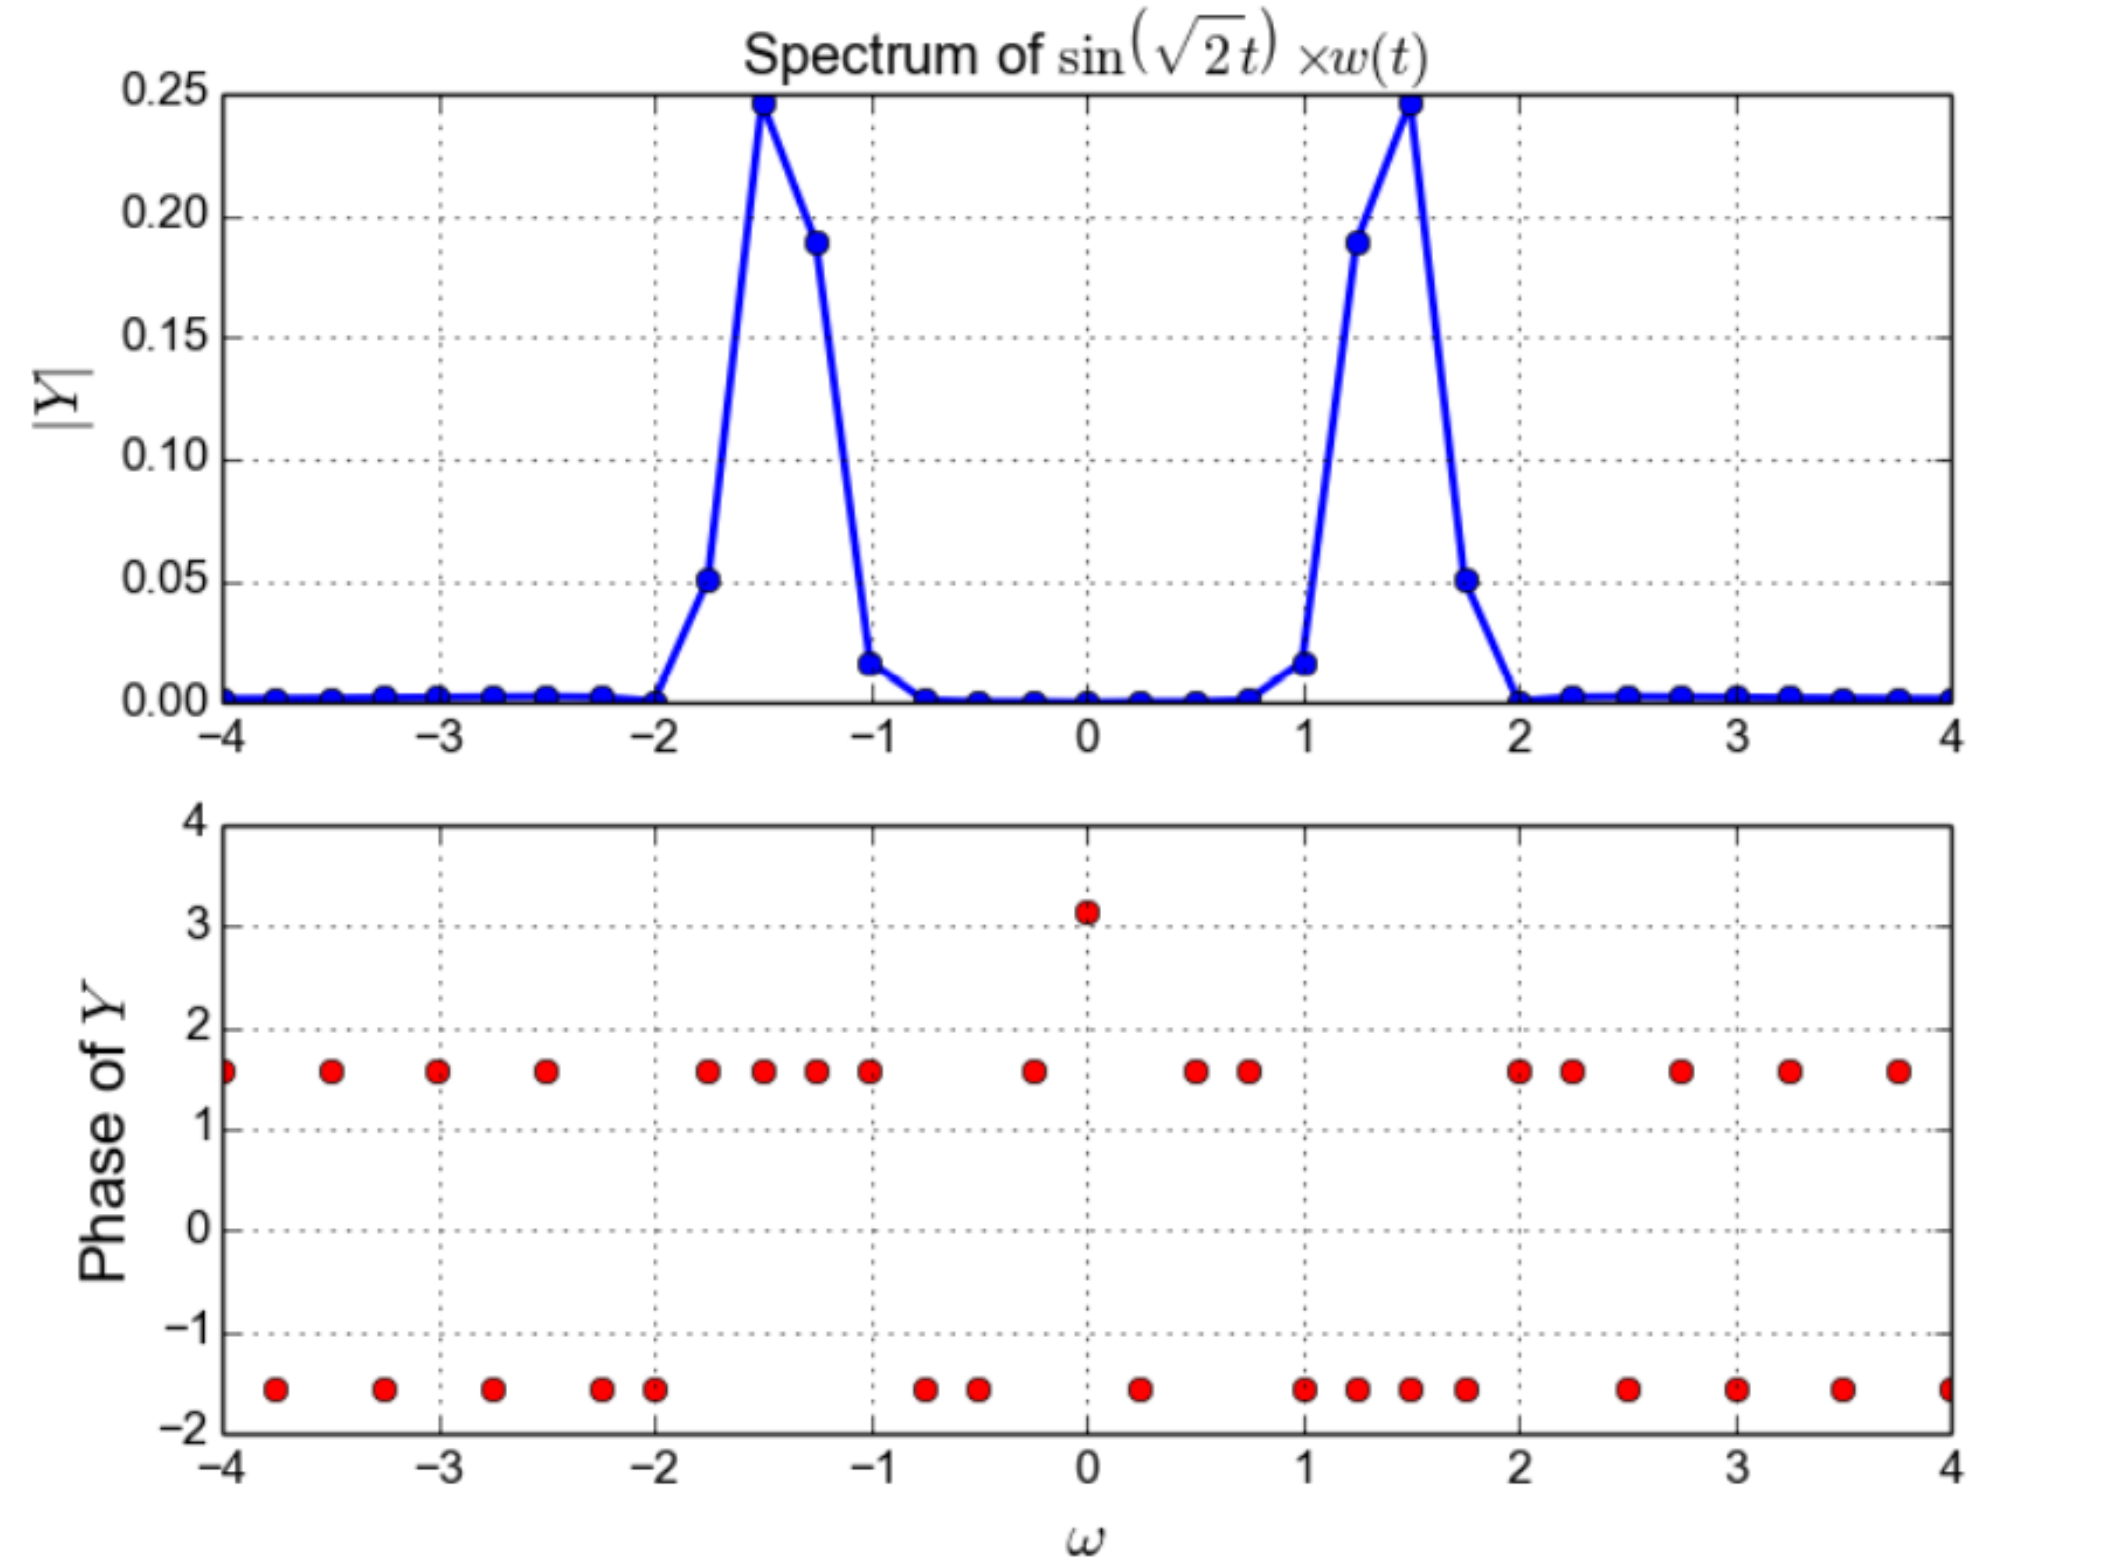 Spectrum of sin(√2t) ×w(t)
0.25
0.20
0.15
0.10
0.05
0.00
|Y|
−4 −3 −2 −1 0 1 2 3 4
4
3
2
1
0
−1
−2
Phase of Y
−4 −3 −2 −1 0 1 2 3 4
ω